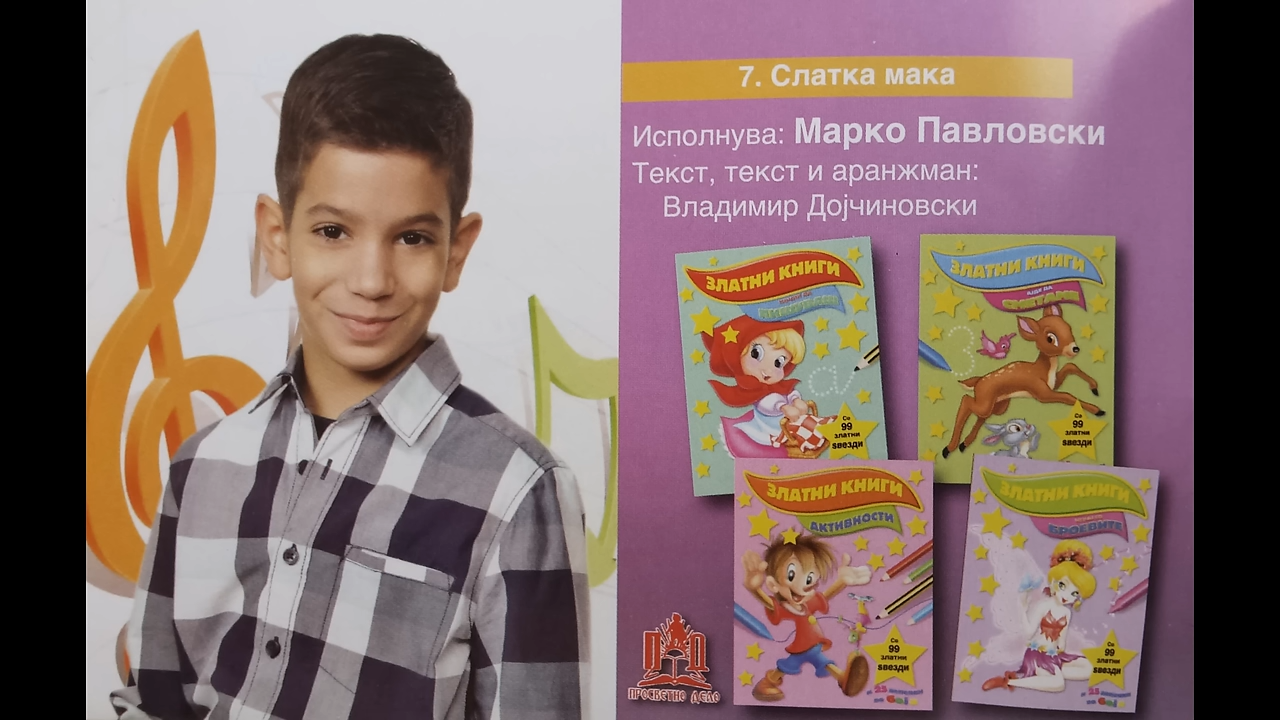 7. Слатка мака
Исполнува: Марко Павловски
Текст, текст и аранжман:
Владимир Дојчиновски
ЗЛАТНИ КНИГИ
Со
99
златни
ѕвезди
ЗЛАТНИ КНИГИ
СМЕТАМЕ
3
Со
99
златни
ѕвезди
ЗЛАТНИ КНИГИ
АКТИВНОСТИ
Со
99
златни
ѕвезди
ЗЛАТНИ КНИГИ
БРОЕВИТЕ
Со
99
златни
ѕвезди
ПРОСВЕТНО ДЕЛО